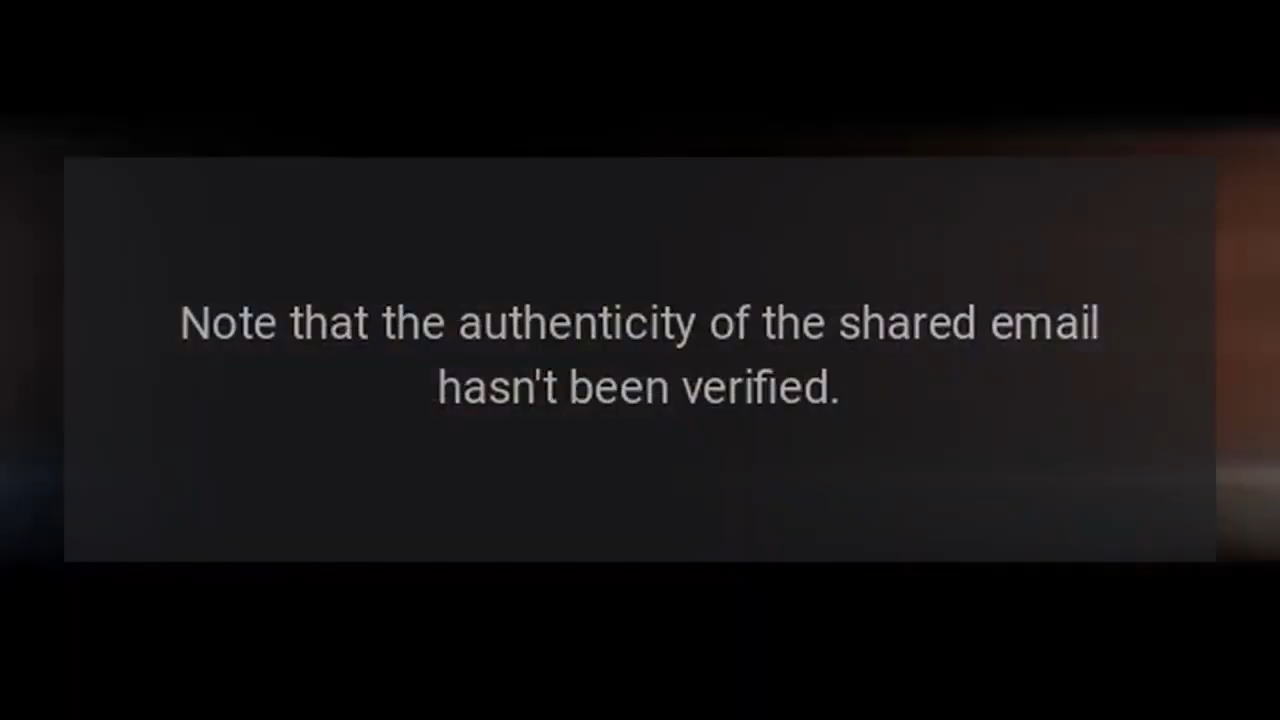 Note that the authenticity of the shared email
hasn't been verified.